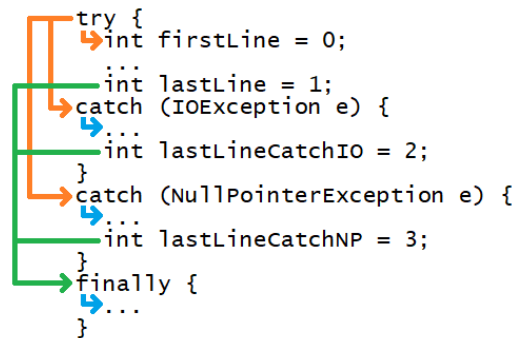 try {
int firstLine = 0;
...
int lastLine = 1;
catch (IOException e) {
...
int lastLineCatchIO = 2;
}
catch (NullPointerException e) {
...
int lastLineCatchNP = 3;
}
finally {
...
}